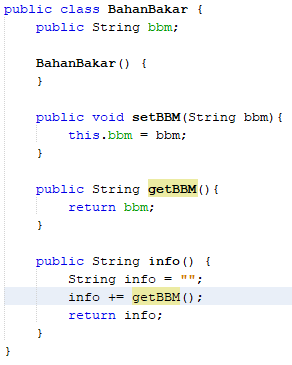 public class BahanBakar {
    public String bbm;

    BahanBakar() {
    }

    public void setBBM(String bbm){
        this.bbm = bbm;
    }

    public String getBBM(){
        return bbm;
    }

    public String info() {
        String info = "";
        info += getBBM();
        return info;
    }
}